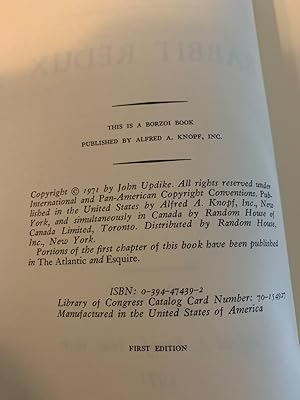 THIS IS A BORZOI BOOK
PUBLISHED BY ALFRED A. KNOPF, INC.
Copyright © 1971 by John Updike. All rights reserved under
International and Pan-American Copyright Conventions. Pub-
lished in the United States by Alfred A. Knopf, Inc., New
York, and simultaneously in Canada by Random House of
Canada Limited, Toronto. Distributed by Random House,
Inc., New York.
Portions of the first chapter of this book have been published
in The Atlantic and Esquire.
ISBN: 0-394-47439-2
Library of Congress Catalog Card Number: 70-154927
Manufactured in the United States of America
FIRST EDITION